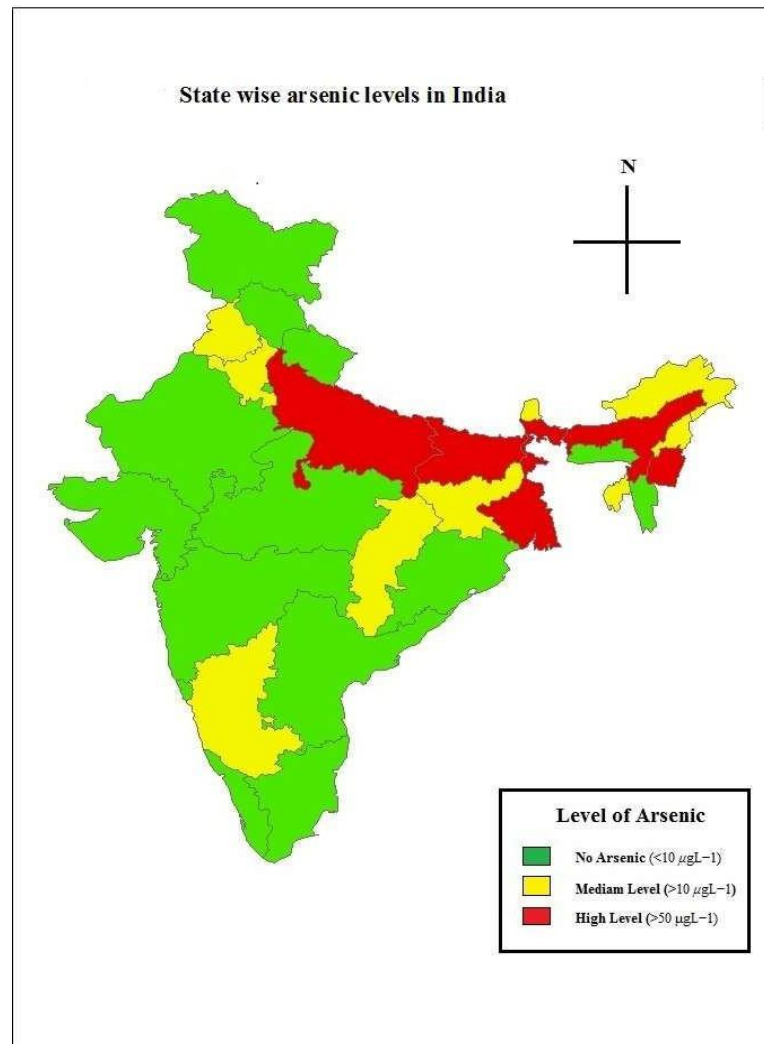 State wise arsenic levels in India
N
Level of Arsenic
No Arsenic (<10 μgL−1)
Mediam Level (>10 μgL−1)
High Level (>50 μgL−1)